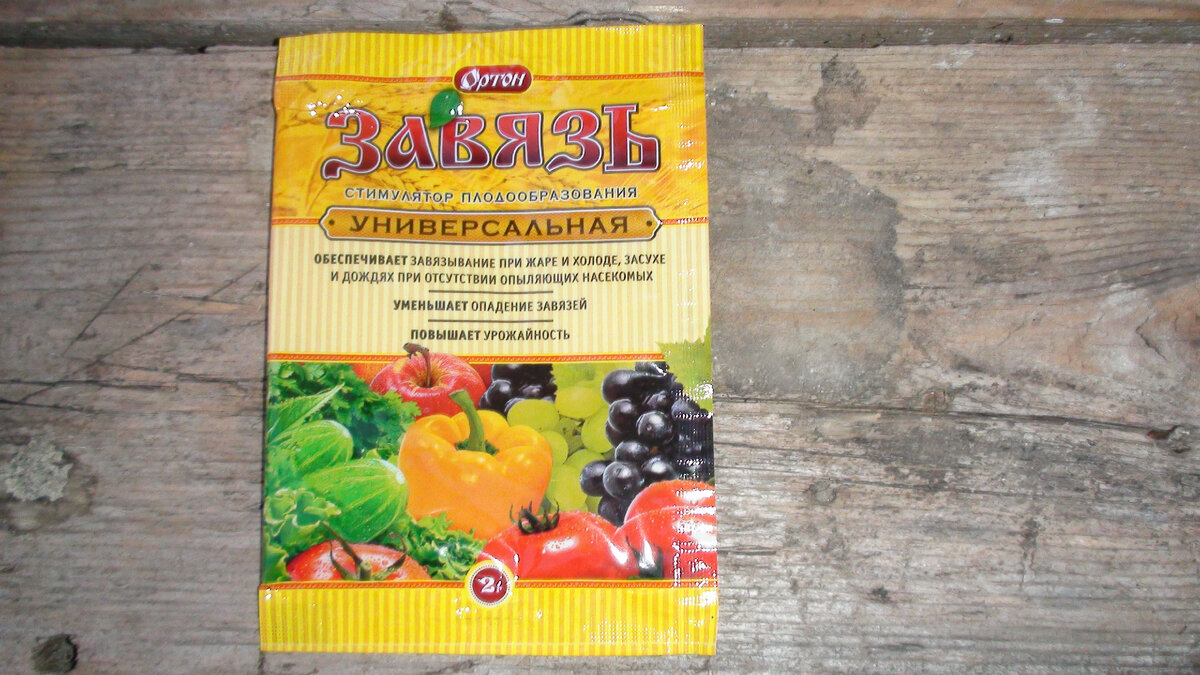 Ортон
ЗАВЯЗЬ
СТИМУЛЯТОР ПЛОДООБРАЗОВАНИЯ
УНИВЕРСАЛЬНАЯ
ОБЕСПЕЧИВАЕТ ЗАВЯЗЫВАНИЕ ПРИ ЖАРЕ И ХОЛОДЕ, ЗАСУХЕ
И ДОЖДЯХ ПРИ ОТСУТСТВИИ ОПЫЛЯЮЩИХ НАСЕКОМЫХ
УМЕНЬШАЕТ ОПАДЕНИЕ ЗАВЯЗЕЙ
ПОВЫШАЕТ УРОЖАЙНОСТЬ
2г